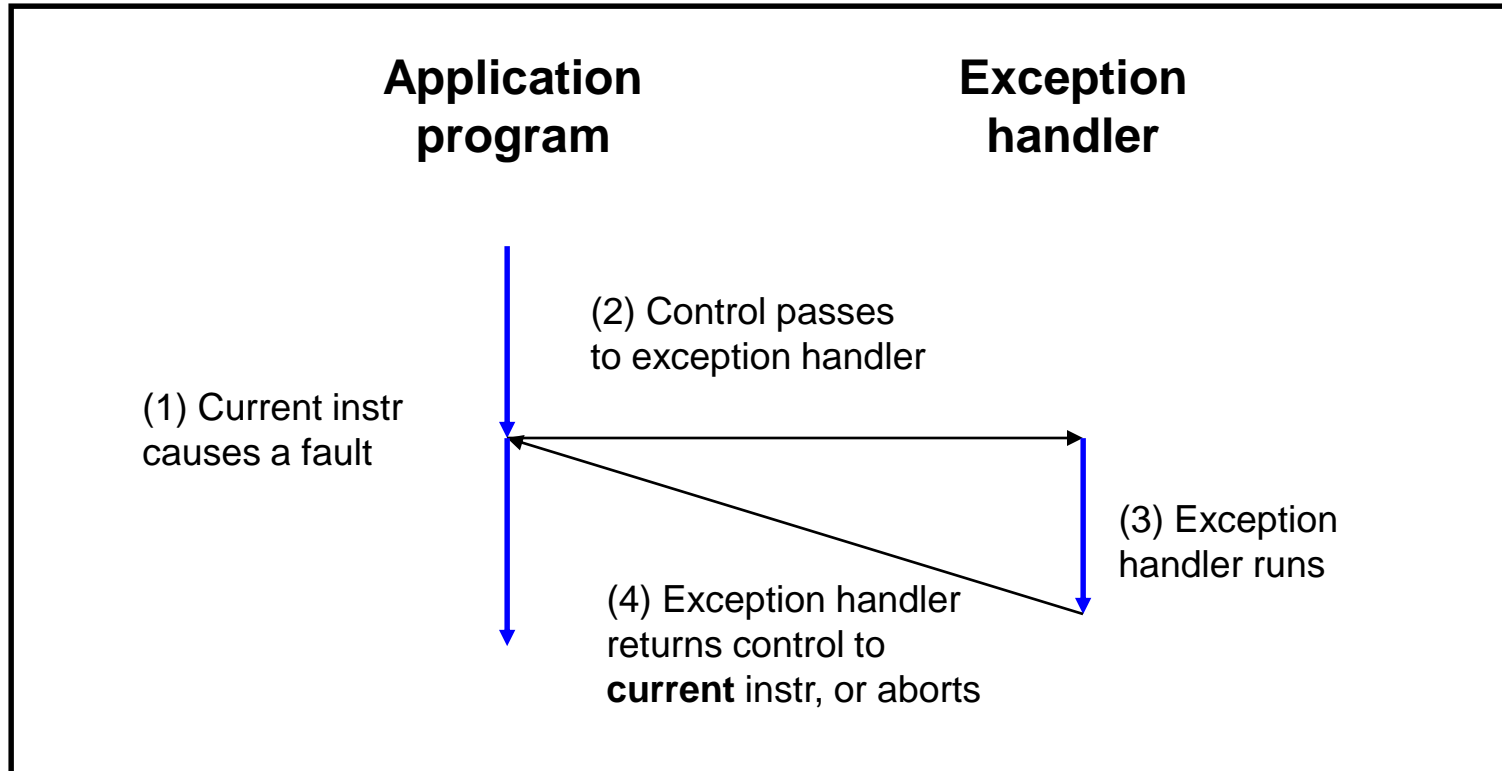 Application
program
Exception
handler
(2) Control passes
to exception handler
(1) Current instr
causes a fault
(3) Exception
handler runs
(4) Exception handler
returns control to
current instr, or aborts